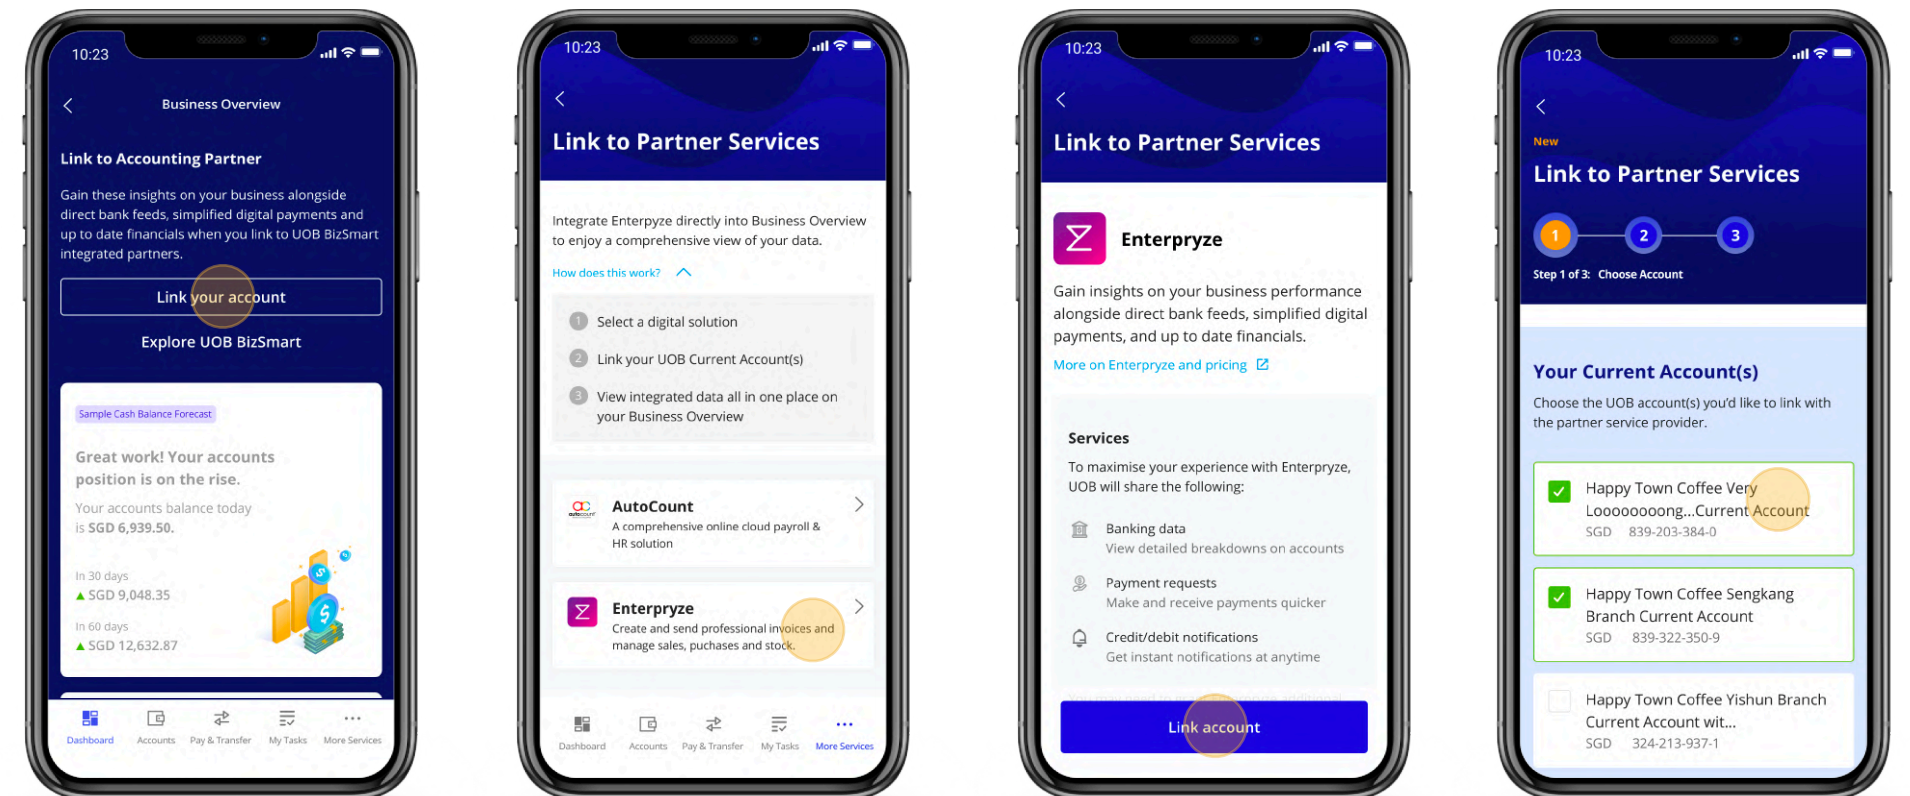 10:23
Business Overview
Link to Accounting Partner
Gain these insights on your business alongside
direct bank feeds, simplified digital payments and
up to date financials when you link to UOB BizSmart
integrated partners.
Link your account
Explore UOB BizSmart
Sample Cash Balance Forecast
Great work! Your accounts
position is on the rise.
Your accounts balance today
is SGD 6,939.50.
In 30 days
▲ SGD 9,048.35
In 60 days
▲ SGD 12,632.87
Dashboard Accounts Pay & Transfer My Tasks More Services
10:23
Link to Partner Services
Integrate Enterpyze directly into Business Overview
to enjoy a comprehensive view of your data.
How does this work?
1 Select a digital solution
2 Link your UOB Current Account(s)
3 View integrated data all in one place on
your Business Overview
autocount
AutoCount
A comprehensive online cloud payroll &
HR solution
Enterpryze
Create and send professional invoices and
manage sales, puchases and stock.
Dashboard Accounts Pay & Transfer My Tasks More Services
10:23
Link to Partner Services
Enterpryze
Gain insights on your business performance
alongside direct bank feeds, simplified digital
payments, and up to date financials.
More on Enterpryze and pricing
Services
To maximise your experience with Enterpryze,
UOB will share the following:
Banking data
View detailed breakdowns on accounts
Payment requests
Make and receive payments quicker
Credit/debit notifications
Get instant notifications at anytime
Link account
10:23
New
Link to Partner Services
1 2 3
Step 1 of 3: Choose Account
Your Current Account(s)
Choose the UOB account(s) you'd like to link with
the partner service provider.
Happy Town Coffee Very
Looooooooong...Current Account
SGD 839-203-384-0
Happy Town Coffee Sengkang
Branch Current Account
SGD 839-322-350-9
Happy Town Coffee Yishun Branch
Current Account wit...
SGD 324-213-937-1